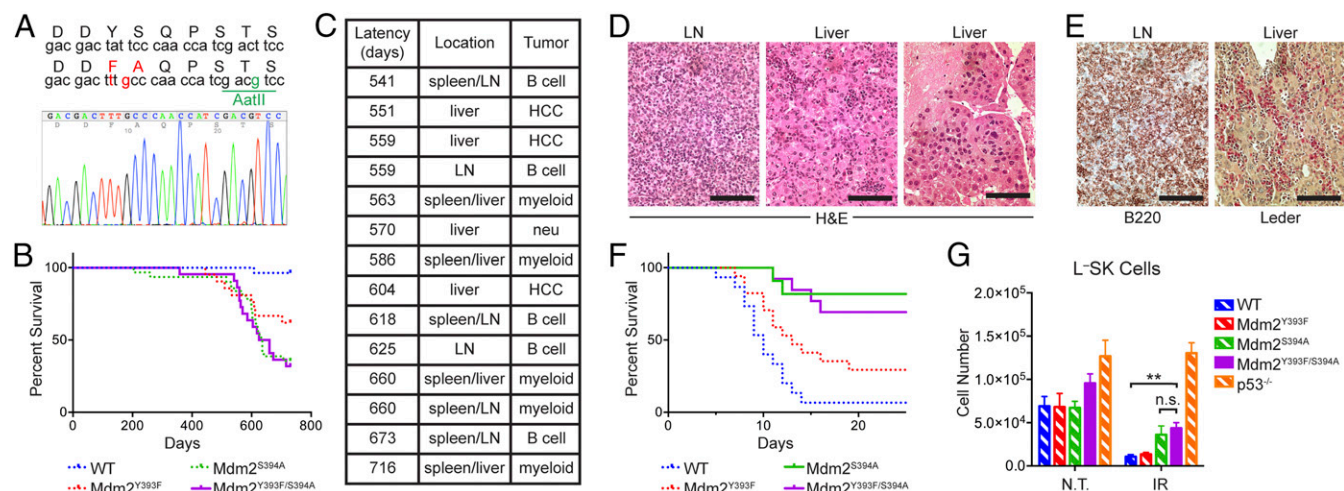 A
D D Y S Q P S T S
gac gac tat tcc caa cca tcg act tcc
D D F A Q P S T S
gac gac ttt gcc caa cca tcg acg tcc
AatII
GACGACTTTGCCCAACCATCGACGTCC
D D F A Q P S T S
10 20
B
Percent Survival
100
50
0
0 200 400 600 800
Days
WT
Mdm2S394A
Mdm2Y393F
Mdm2Y393F/S394A
C
Latency (days) Location Tumor
541 spleen/LN B cell
551 liver HCC
559 liver HCC
559 LN B cell
563 spleen/liver myeloid
570 liver neu
586 spleen/liver myeloid
604 liver HCC
618 spleen/LN B cell
625 LN B cell
660 spleen/liver myeloid
660 spleen/LN myeloid
673 spleen/LN B cell
716 spleen/liver myeloid
D
LN Liver Liver
H&E
E
LN Liver
B220 Leder
F
Percent Survival
100
50
0
0 10 20
Days
WT
Mdm2S394A
Mdm2Y393F
Mdm2Y393F/S394A
G
L-SK Cells
Cell Number
2.0×105
1.5×105
1.0×105
5.0×104
0.0
**
n.s.
N.T. IR
WT
Mdm2Y393F
Mdm2S394A
Mdm2Y393F/S394A
p53-/-